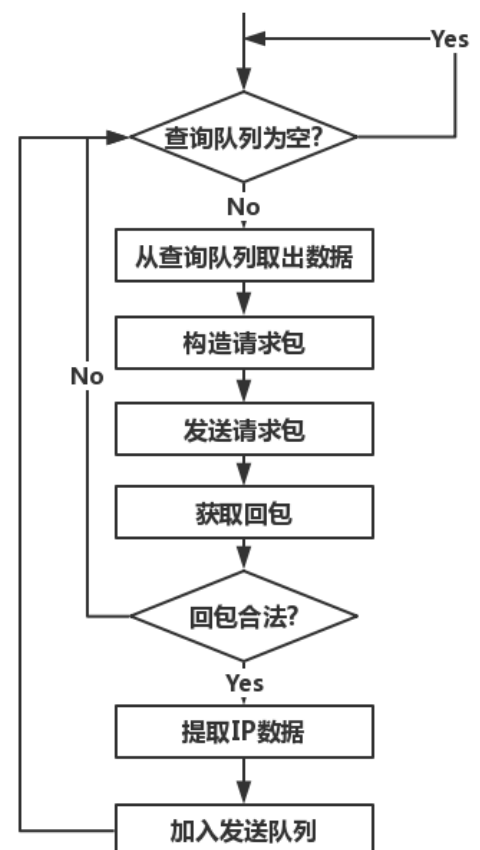 Yes
查询队列为空?
No
从查询队列取出数据
构造请求包
No
发送请求包
获取回包
回包合法?
Yes
提取IP数据
加入发送队列